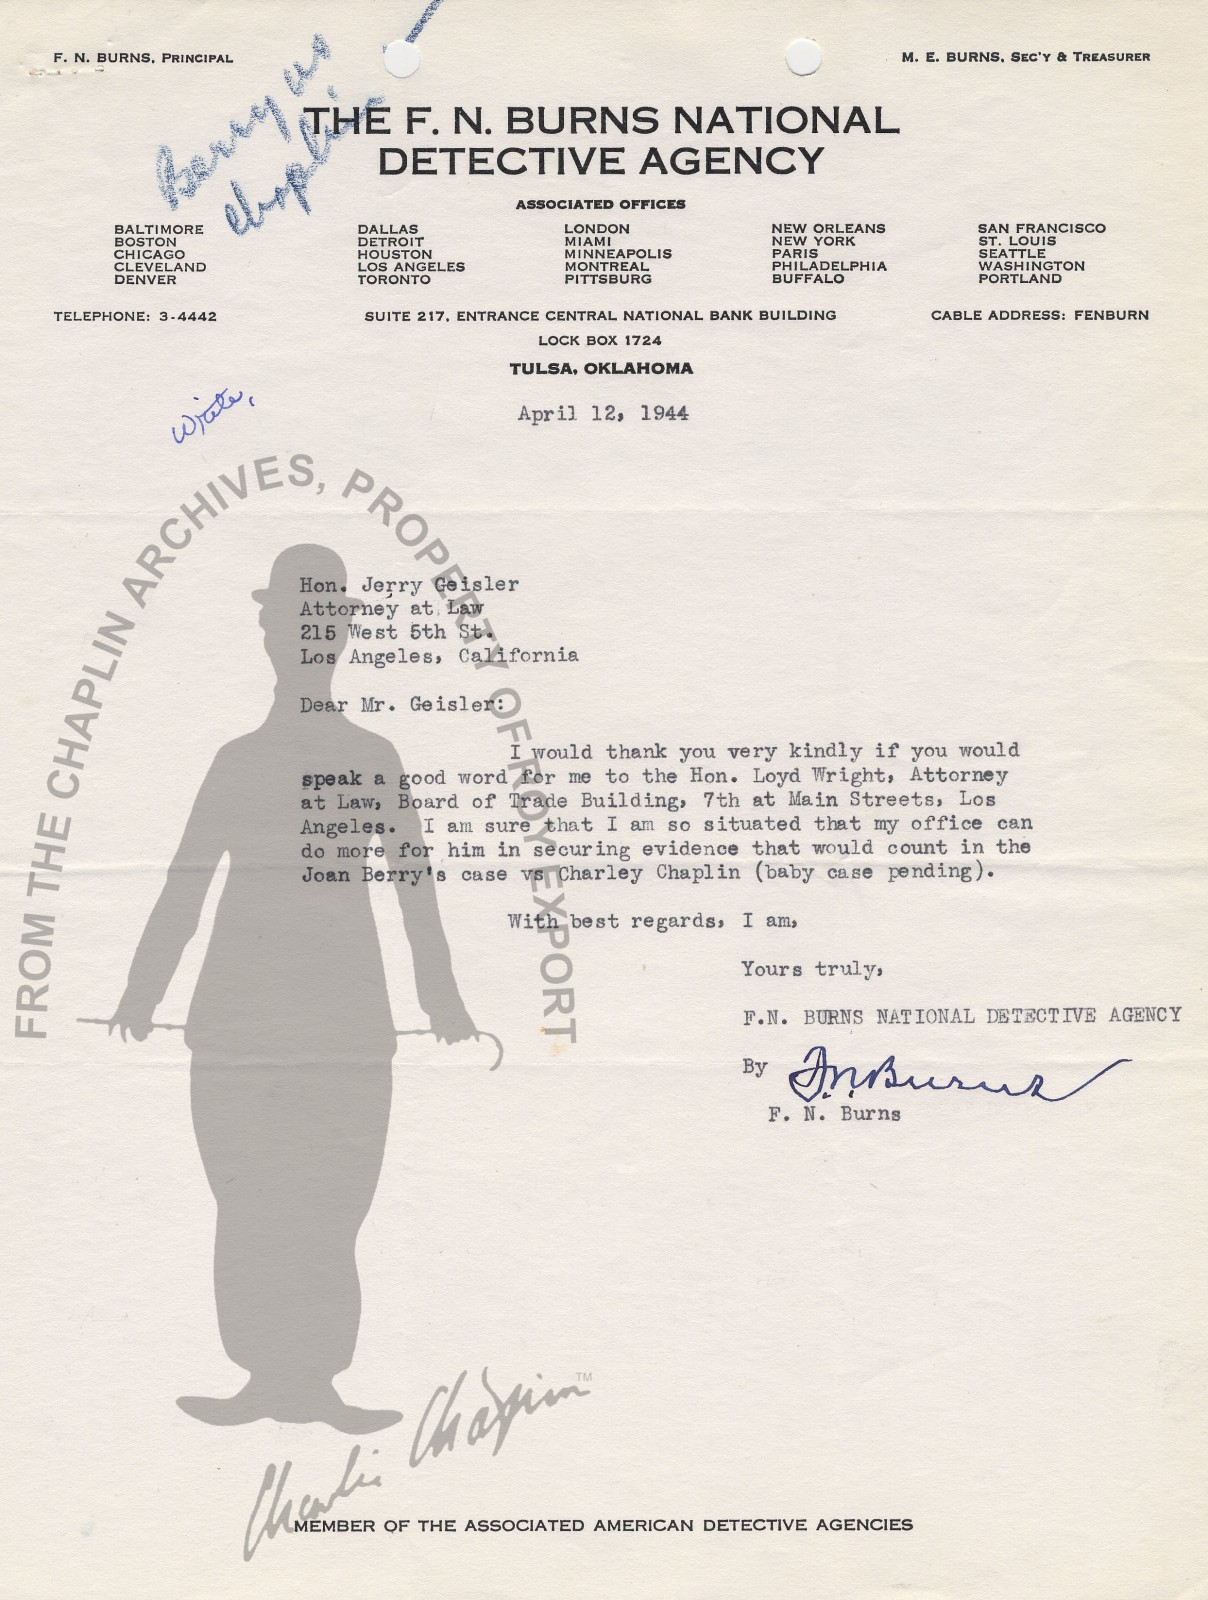 F. N. BURNS, PRINCIPAL
M. E. BURNS, SEC'Y & TREASURER
Barry vs
Chaplin
THE F. N. BURNS NATIONAL
DETECTIVE AGENCY
ASSOCIATED OFFICES
BALTIMORE DALLAS LONDON NEW ORLEANS SAN FRANCISCO
BOSTON DETROIT MIAMI NEW YORK ST. LOUIS
CHICAGO HOUSTON MINNEAPOLIS PARIS SEATTLE
CLEVELAND LOS ANGELES MONTREAL PHILADELPHIA WASHINGTON
DENVER TORONTO PITTSBURG BUFFALO PORTLAND
TELEPHONE: 3-4442 SUITE 217, ENTRANCE CENTRAL NATIONAL BANK BUILDING CABLE ADDRESS: FENBURN
LOCK BOX 1724
TULSA, OKLAHOMA
Write,
April 12, 1944
FROM THE CHAPLIN ARCHIVES, PROPERTY OF ROY EXPORT
Hon. Jerry Geisler
Attorney at Law
215 West 5th St.
Los Angeles, California
Dear Mr. Geisler:
I would thank you very kindly if you would
speak a good word for me to the Hon. Loyd Wright, Attorney
at Law, Board of Trade Building, 7th at Main Streets, Los
Angeles. I am sure that I am so situated that my office can
do more for him in securing evidence that would count in the
Joan Berry's case vs Charley Chaplin (baby case pending).
With best regards, I am,
Yours truly,
F.N. BURNS NATIONAL DETECTIVE AGENCY
By F.N. Burns
F. N. Burns
Charlie Chaplin TM
MEMBER OF THE ASSOCIATED AMERICAN DETECTIVE AGENCIES